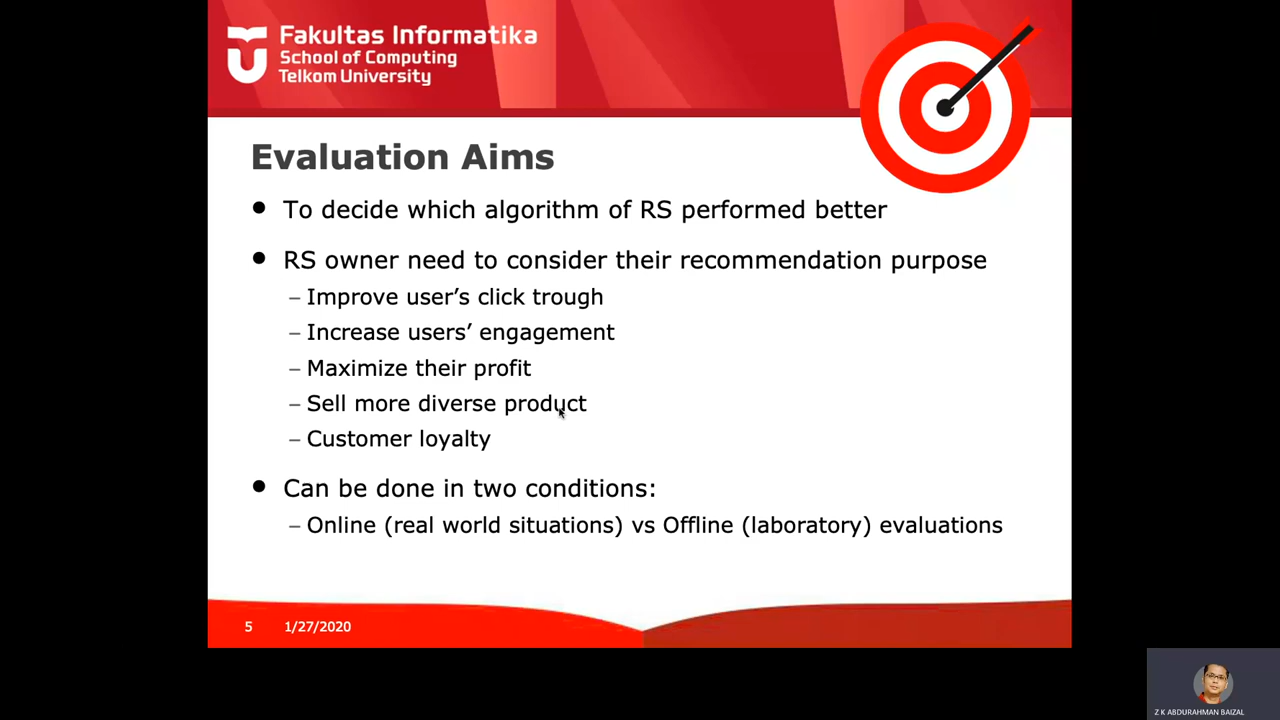 Fakultas Informatika
School of Computing
Telkom University
Evaluation Aims
● To decide which algorithm of RS performed better
● RS owner need to consider their recommendation purpose
– Improve user’s click trough
– Increase users’ engagement
– Maximize their profit
– Sell more diverse product
– Customer loyalty
● Can be done in two conditions:
– Online (real world situations) vs Offline (laboratory) evaluations
5 1/27/2020
Z K ABDURAHMAN BAIZAL